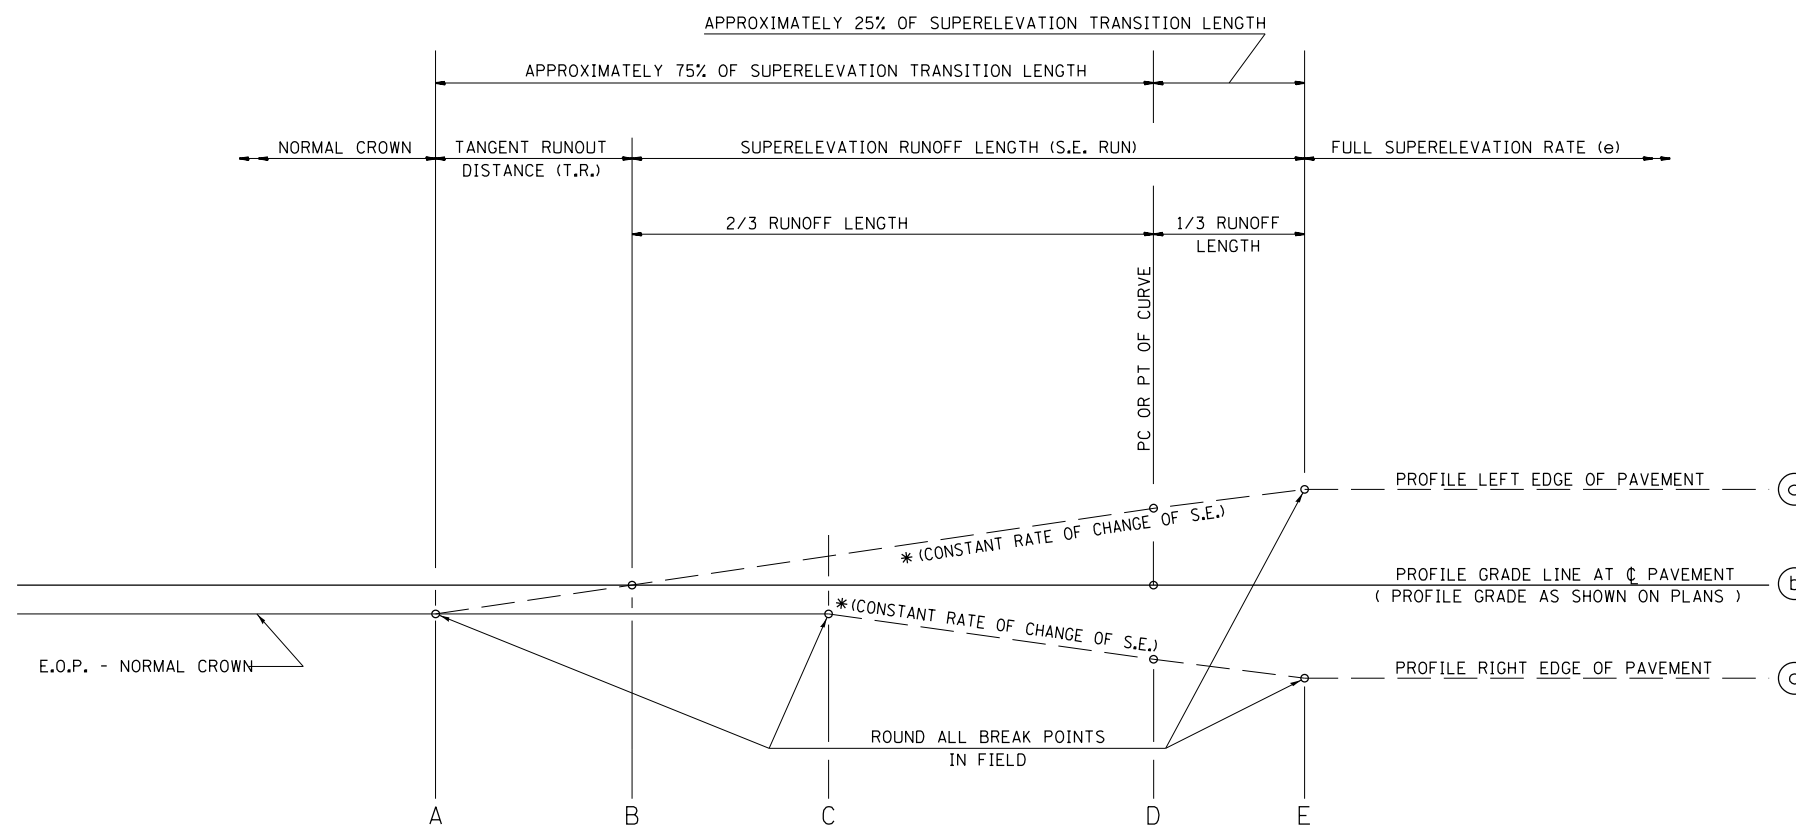 APPROXIMATELY 25% OF SUPERELEVATION TRANSITION LENGTH
APPROXIMATELY 75% OF SUPERELEVATION TRANSITION LENGTH
NORMAL CROWN
TANGENT RUNOUT
DISTANCE (T.R.)
SUPERELEVATION RUNOFF LENGTH (S.E. RUN)
FULL SUPERELEVATION RATE (e)
2/3 RUNOFF LENGTH
1/3 RUNOFF
LENGTH
PC OR PT OF CURVE
PROFILE LEFT EDGE OF PAVEMENT
*(CONSTANT RATE OF CHANGE OF S.E.)
PROFILE GRADE LINE AT ℄ PAVEMENT
( PROFILE GRADE AS SHOWN ON PLANS )
b
*(CONSTANT RATE OF CHANGE OF S.E.)
E.O.P. - NORMAL CROWN
PROFILE RIGHT EDGE OF PAVEMENT
ROUND ALL BREAK POINTS
IN FIELD
A
B
C
D
E